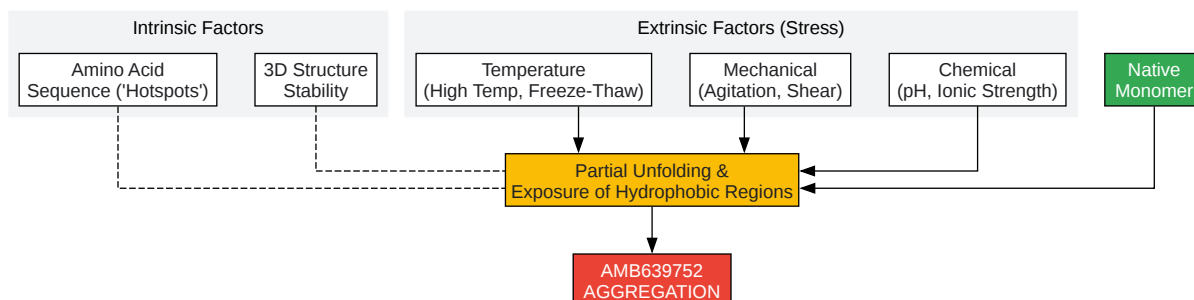 Intrinsic Factors
Extrinsic Factors (Stress)
Amino Acid
Sequence ('Hotspots')
3D Structure
Stability
Temperature
(High Temp, Freeze-Thaw)
Mechanical
(Agitation, Shear)
Chemical
(pH, Ionic Strength)
Native
Monomer
Partial Unfolding &
Exposure of Hydrophobic Regions
AMB639752
AGGREGATION